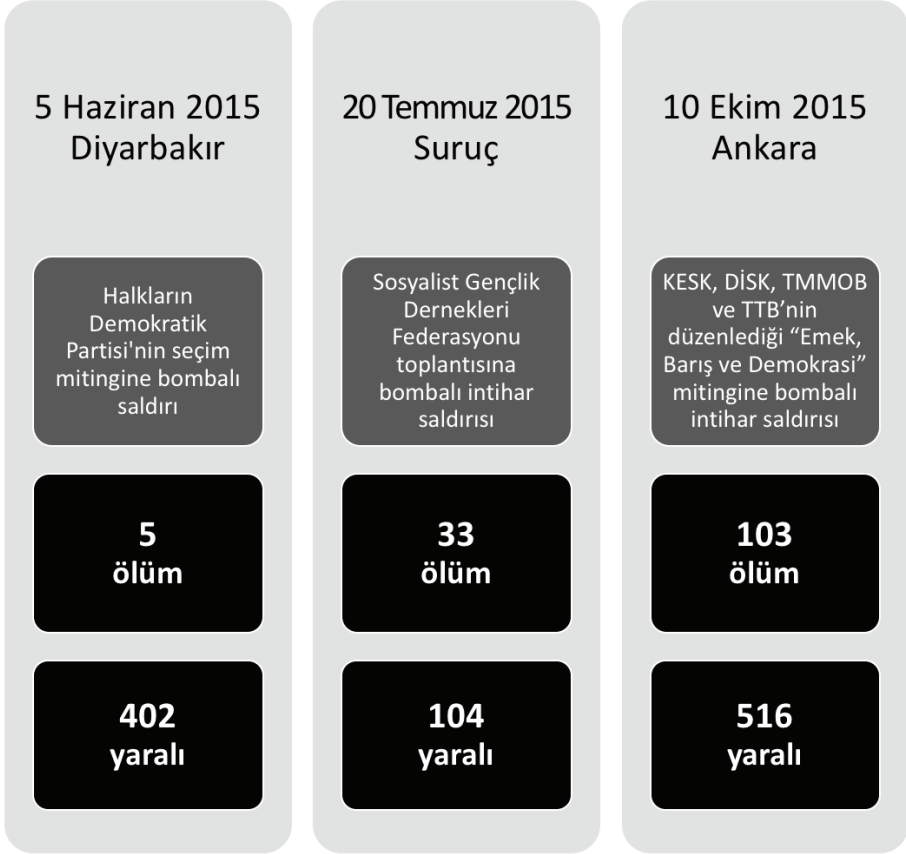 5 Haziran 2015
Diyarbakır
Halkların
Demokratik
Partisi'nin seçim
mitingine bombalı
saldırı
5
ölüm
402
yaralı
20 Temmuz 2015
Suruç
Sosyalist Gençlik
Dernekleri
Federasyonu
toplantısına
bombalı intihar
saldırısı
33
ölüm
104
yaralı
10 Ekim 2015
Ankara
KESK, DİSK, TMMOB
ve TTB’nin
düzenlediği “Emek,
Barış ve Demokrasi”
mitingine bombalı
intihar saldırısı
103
ölüm
516
yaralı